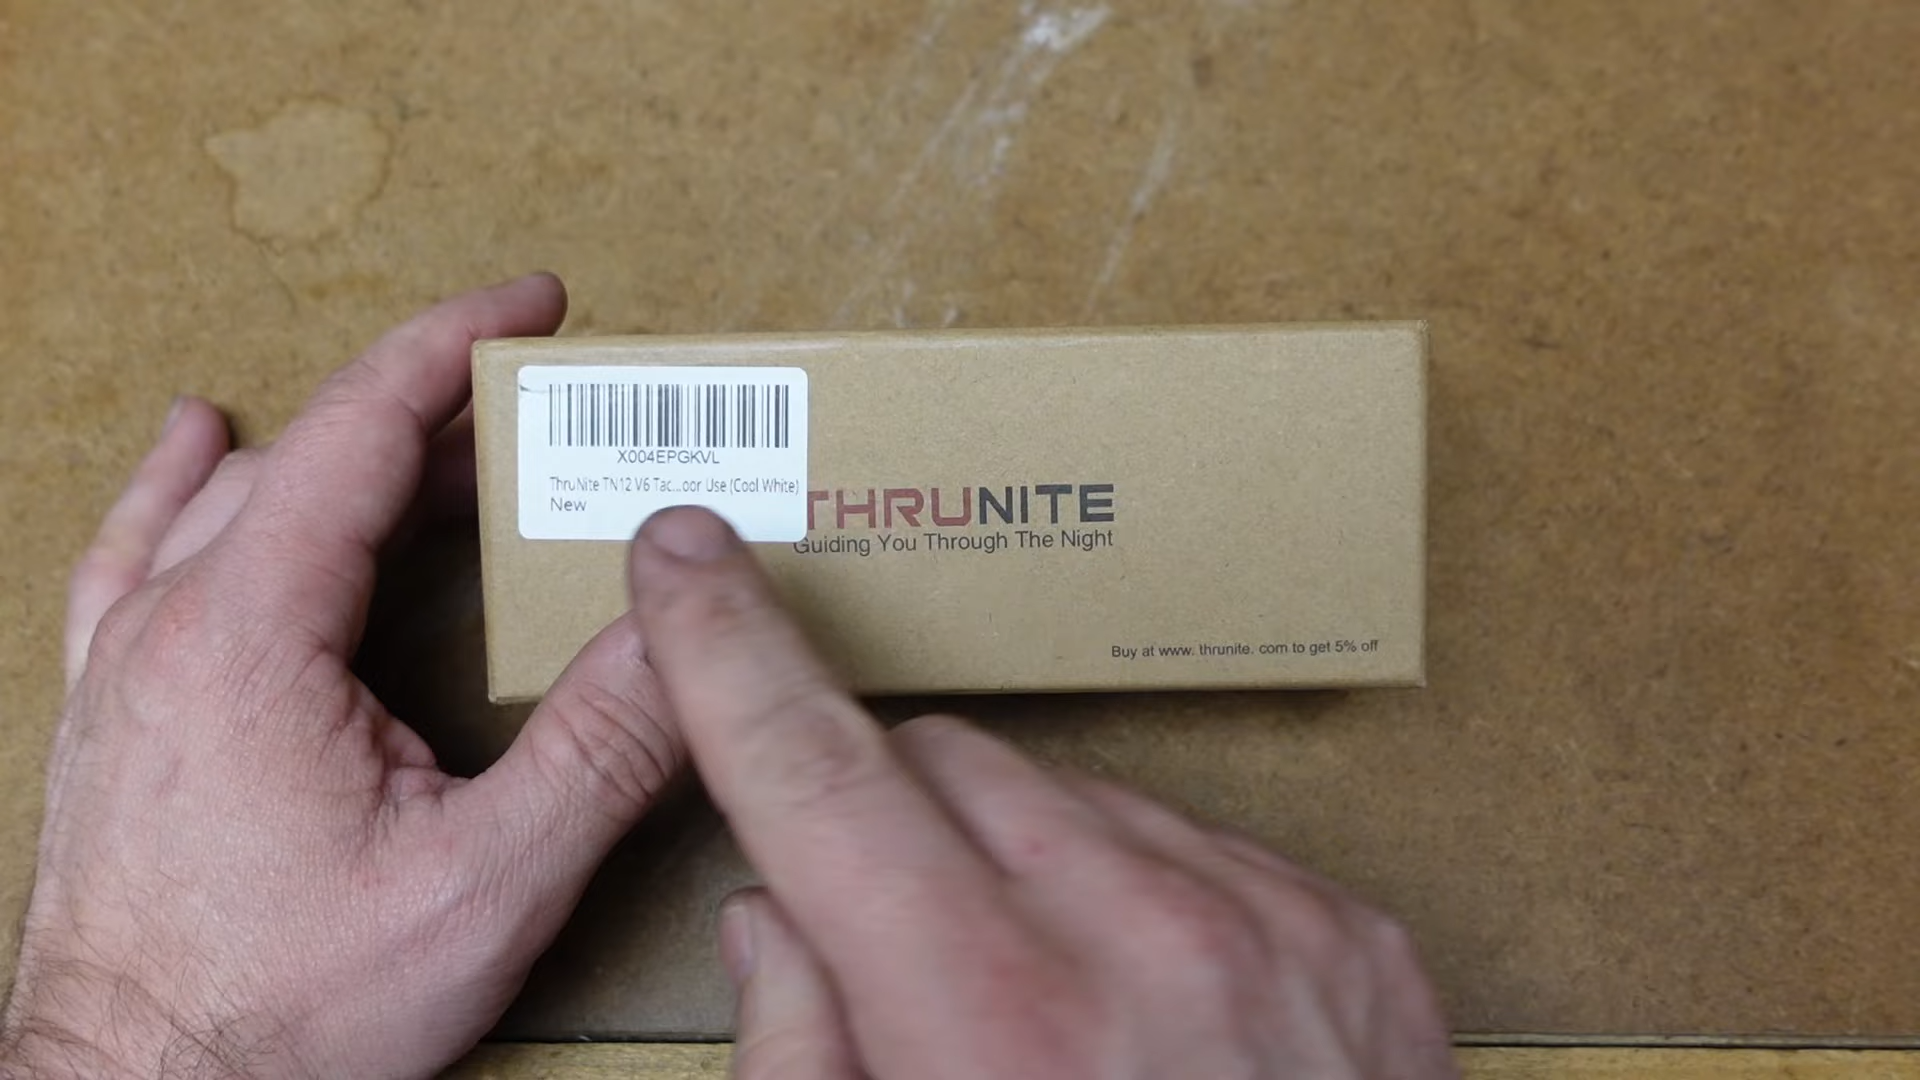 X004EPGKVL
ThruNite TN12 V6 Tac...oor Use (Cool White)
New
THRUNITE
Guiding You Through The Night
Buy at www. thrunite. com to get 5% off